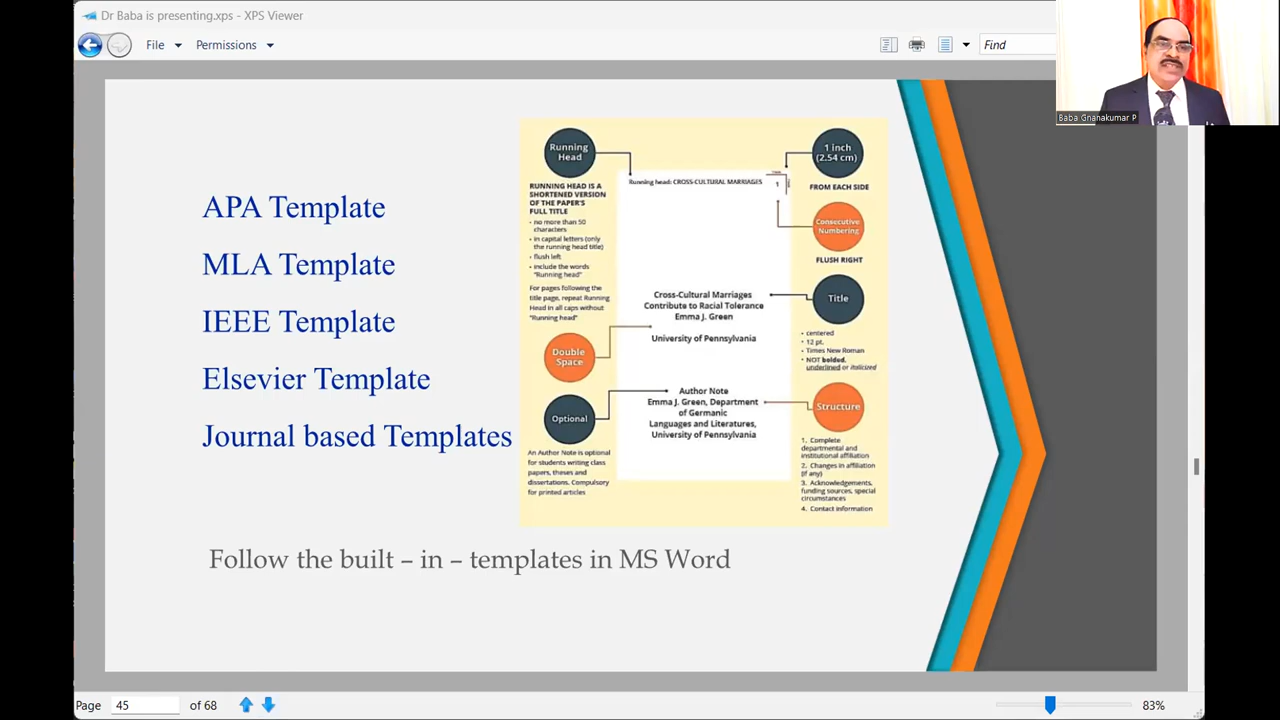 Dr Baba is presenting.xps - XPS Viewer
File
Permissions
Find
Baba Gnanakumar P
APA Template
MLA Template
IEEE Template
Elsevier Template
Journal based Templates
Running
Head
RUNNING HEAD IS A
SHORTENED VERSION
OF THE PAPER'S
FULL TITLE
• no more than 50
characters
• in capital letters (only
the running head title)
• flush left
• include the words
"Running head"
For pages following the
title page, repeat Running
Head in all caps without
"Running head"
Double
Space
Optional
An Author Note is optional
for students writing class
papers, theses and
dissertations. Compulsory
for printed articles
Running head: CROSS-CULTURAL MARRIAGES
1
Cross-Cultural Marriages
Contribute to Racial Tolerance
Emma J. Green
University of Pennsylvania
Author Note
Emma J. Green, Department
of Germanic
Languages and Literatures,
University of Pennsylvania
1 inch
(2.54 cm)
FROM EACH SIDE
Consecutive
Numbering
FLUSH RIGHT
Title
• centered
• 12 pt.
• Times New Roman
• NOT bolded,
underlined or italicized
Structure
1. Complete
departmental and
institutional affiliation
2. Changes in affiliation
(if any)
3. Acknowledgements,
funding sources, special
circumstances
4. Contact information
Follow the built – in – templates in MS Word
Page 45 of 68
83%